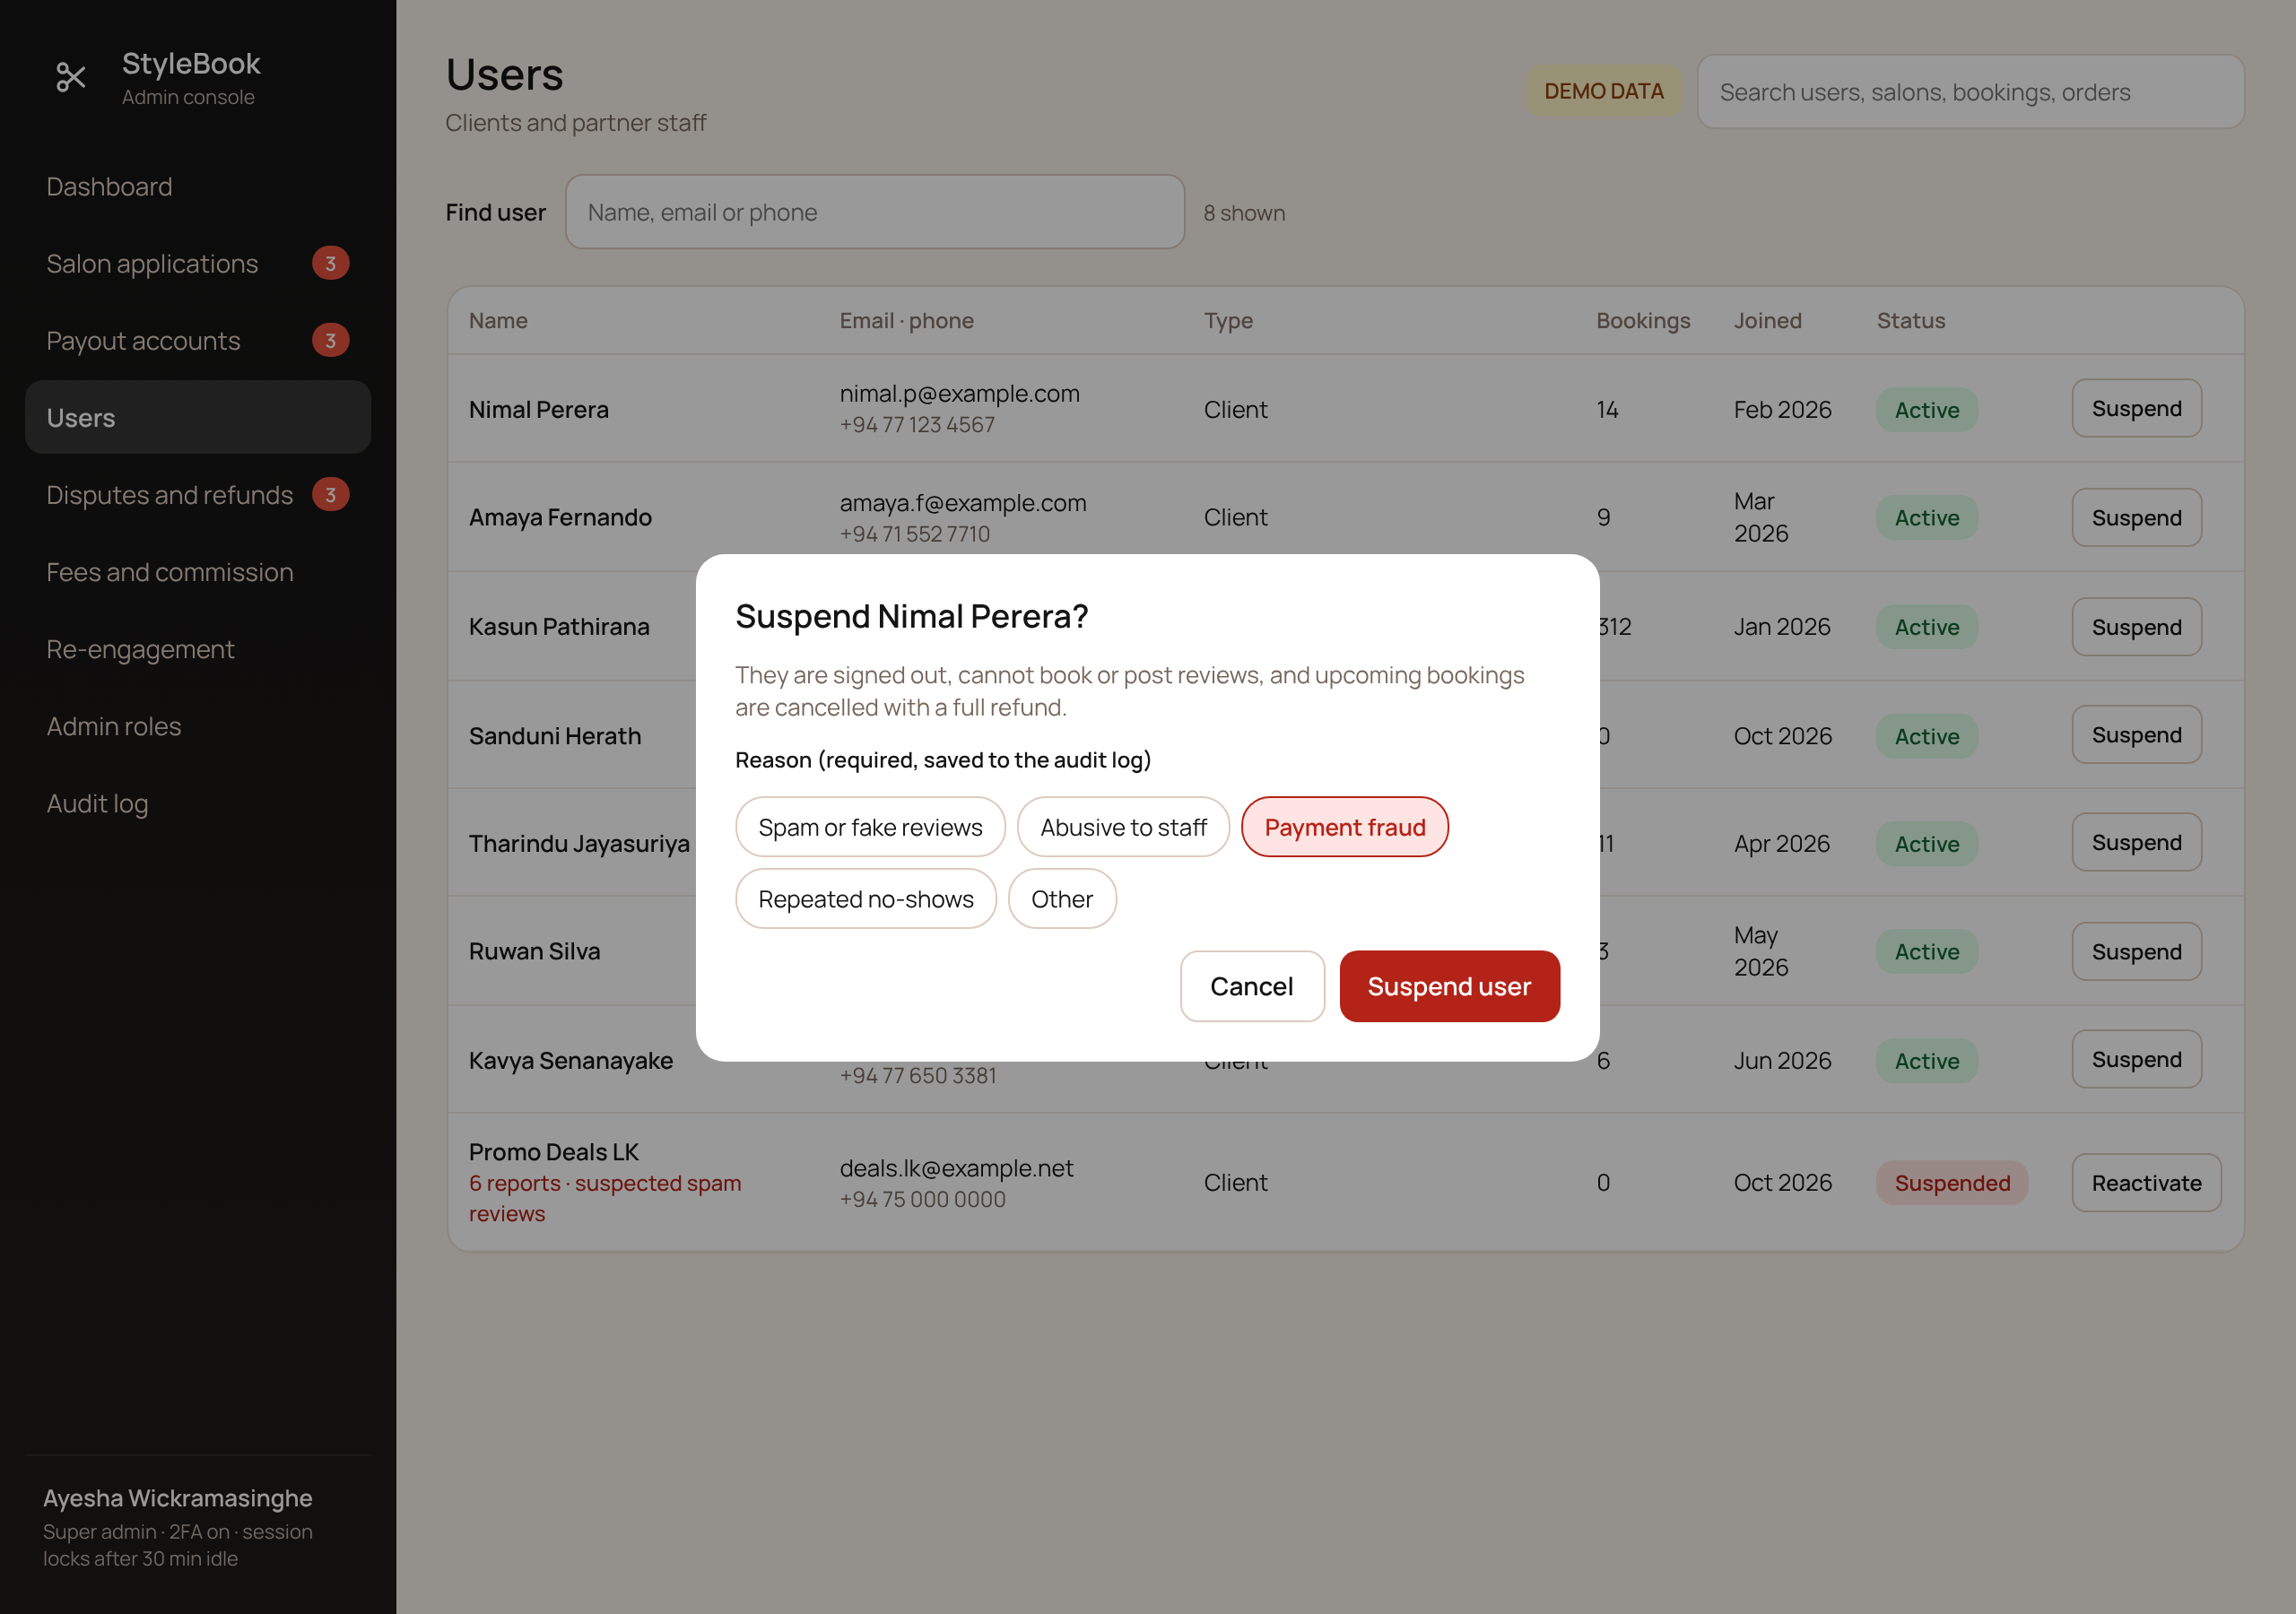 StyleBook
Admin console
Dashboard
Salon applications 3
Payout accounts 3
Users
Disputes and refunds 3
Fees and commission
Re-engagement
Admin roles
Audit log
Ayesha Wickramasinghe
Super admin · 2FA on · session
locks after 30 min idle
Users
Clients and partner staff
DEMO DATA
Search users, salons, bookings, orders
Find user
Name, email or phone
8 shown
Name Email · phone Type Bookings Joined Status
Nimal Perera nimal.p@example.com Client 14 Feb 2026 Active Suspend
+94 77 123 4567
Amaya Fernando amaya.f@example.com Client 9 Mar 2026 Active Suspend
+94 71 552 7710
Kasun Pathirana 312 Jan 2026 Active Suspend
Sanduni Herath 0 Oct 2026 Active Suspend
Tharindu Jayasuriya 11 Apr 2026 Active Suspend
Ruwan Silva 3 May 2026 Active Suspend
Kavya Senanayake Client 6 Jun 2026 Active Suspend
+94 77 650 3381
Promo Deals LK
6 reports · suspected spam
reviews
deals.lk@example.net Client 0 Oct 2026 Suspended Reactivate
+94 75 000 0000
Suspend Nimal Perera?
They are signed out, cannot book or post reviews, and upcoming bookings
are cancelled with a full refund.
Reason (required, saved to the audit log)
Spam or fake reviews Abusive to staff Payment fraud
Repeated no-shows Other
Cancel Suspend user